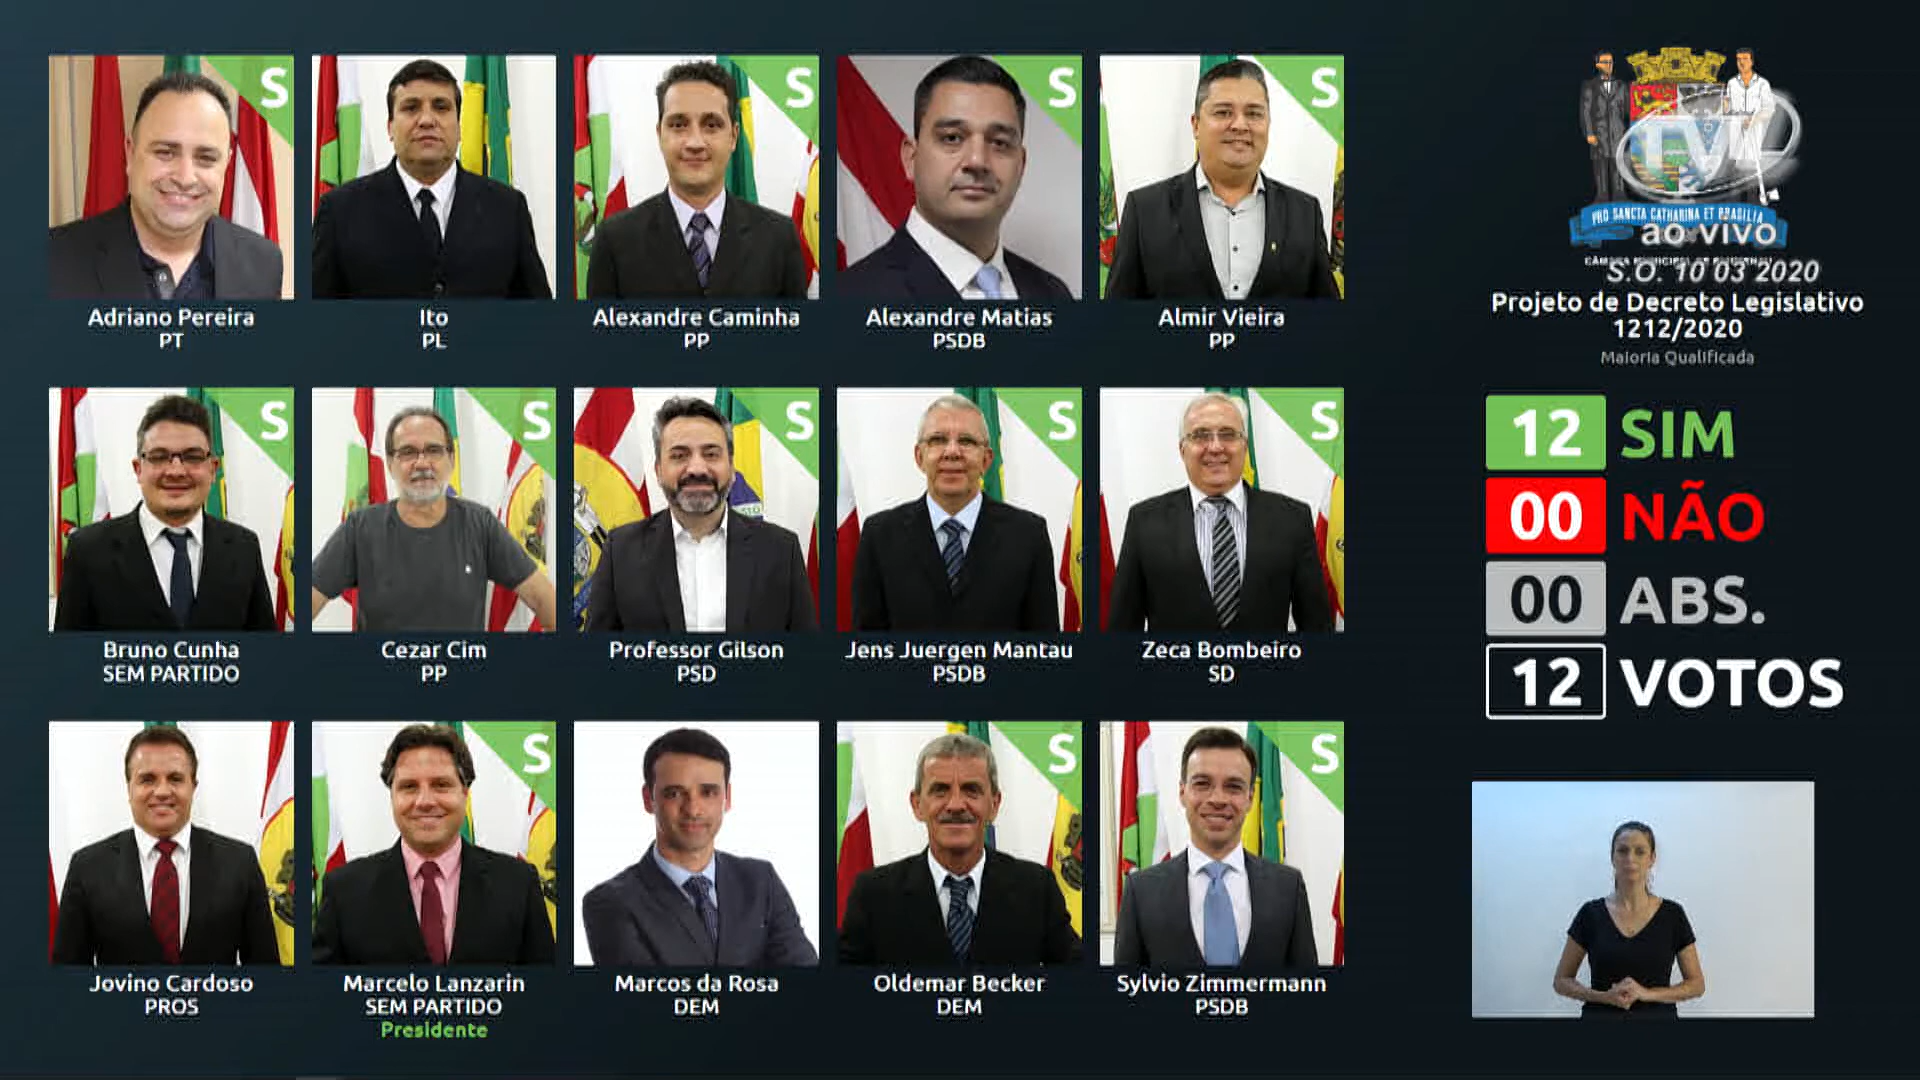 S
S
S
S
Adriano Pereira
PT
Ito
PL
Alexandre Caminha
PP
Alexandre Matias
PSDB
Almir Vieira
PP
S
S
S
S
S
Bruno Cunha
SEM PARTIDO
Cezar Cim
PP
Professor Gilson
PSD
Jens Juergen Mantau
PSDB
Zeca Bombeiro
SD
S
S
S
Jovino Cardoso
PROS
Marcelo Lanzarin
SEM PARTIDO
Presidente
Marcos da Rosa
DEM
Oldemar Becker
DEM
Sylvio Zimmermann
PSDB
PRO SANCTA CATHARINA ET BRASILIA
ao vivo
S.O. 10 03 2020
Projeto de Decreto Legislativo
1212/2020
Maioria Qualificada
12 SIM
00 NÃO
00 ABS.
12 VOTOS